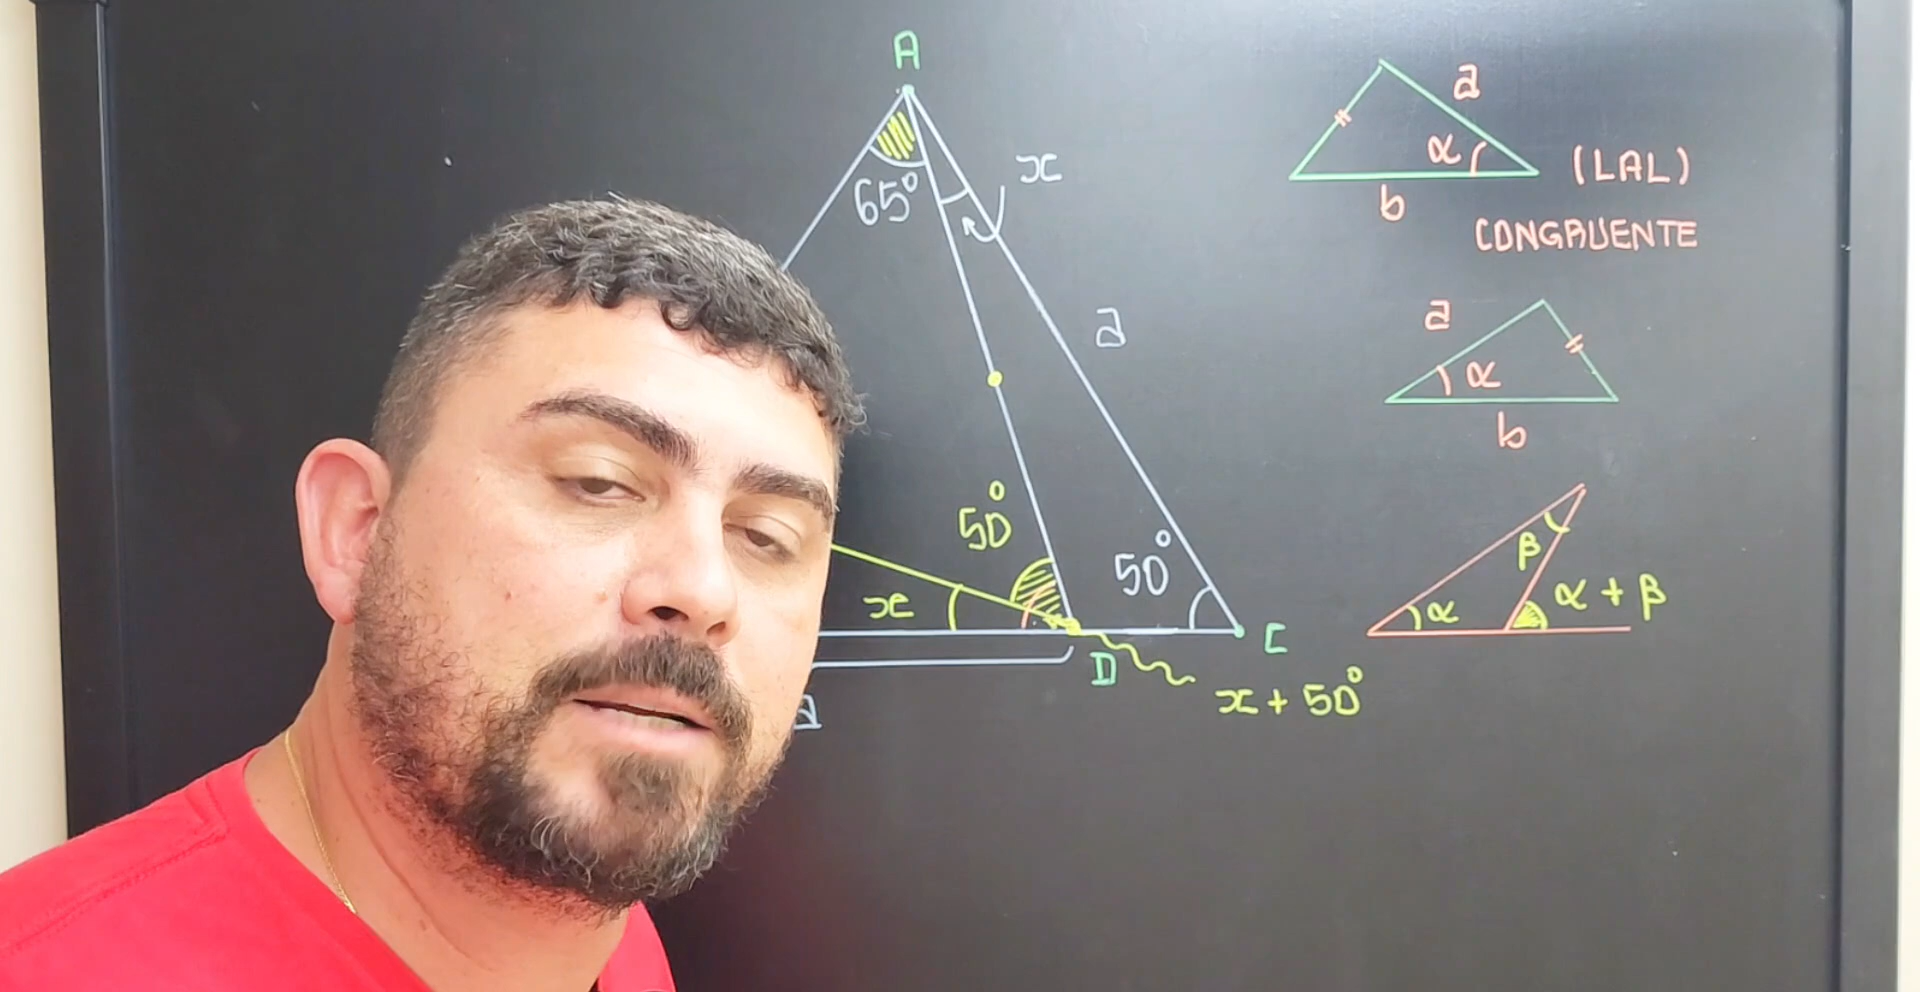 A
65°
x
a
50°
50°
x
D
C
a
x + 50°
a
α
b
(LAL)
CONGRUENTE
a
α
b
β
α
α + β